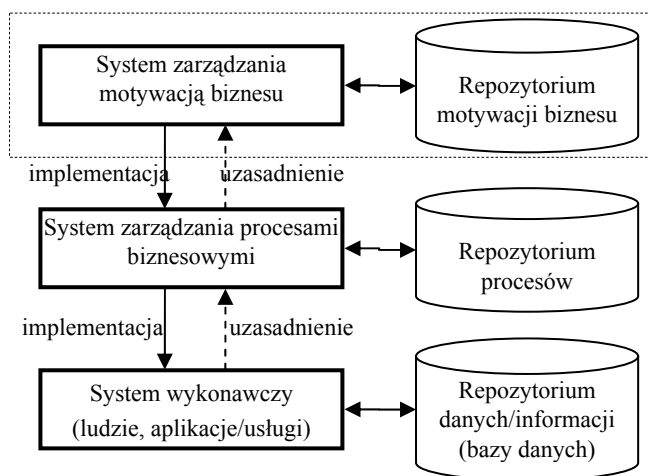 System zarządzania
motywacją biznesu
Repozytorium
motywacji biznesu
implementacja
uzasadnienie
System zarządzania procesami
biznesowymi
Repozytorium
procesów
implementacja
uzasadnienie
System wykonawczy
(ludzie, aplikacje/usługi)
Repozytorium
danych/informacji
(bazy danych)